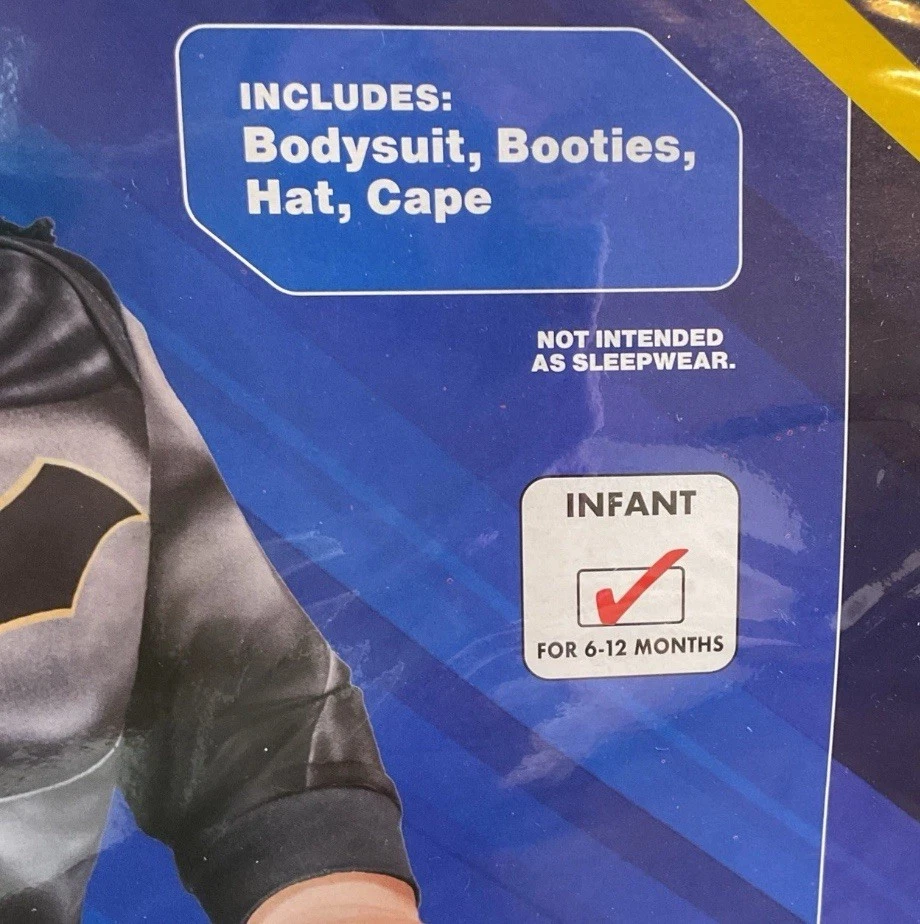 INCLUDES:
Bodysuit, Booties,
Hat, Cape
NOT INTENDED
AS SLEEPWEAR.
INFANT
FOR 6-12 MONTHS